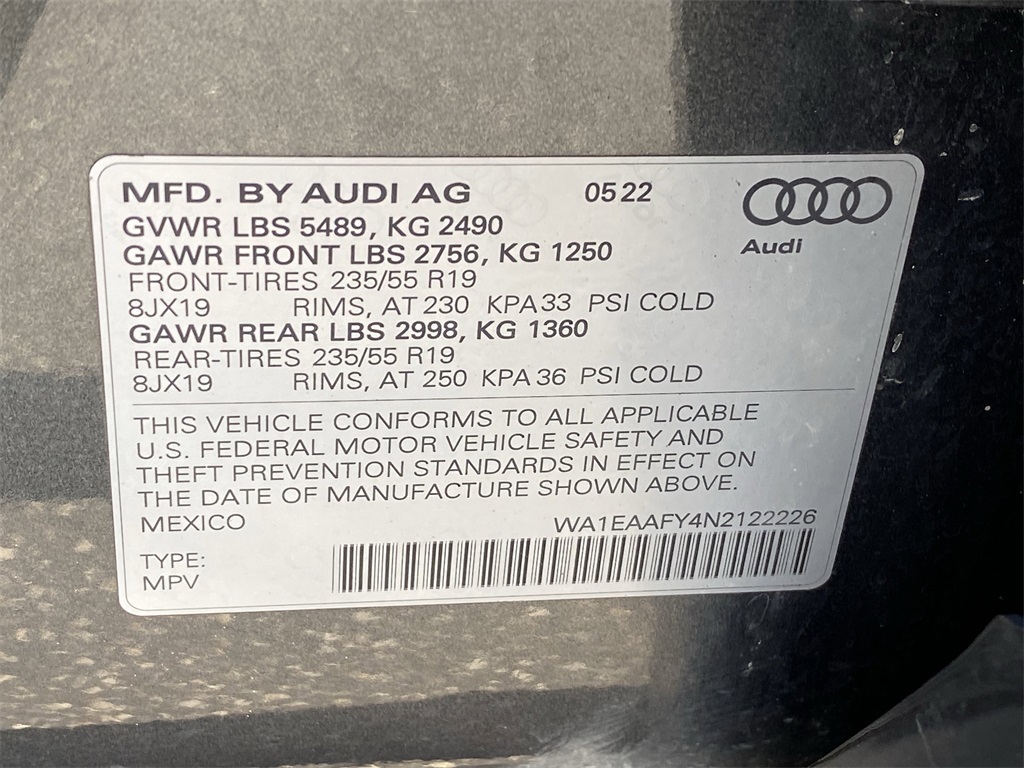 MFD. BY AUDI AG 05 22
Audi
GVWR LBS 5489, KG 2490
GAWR FRONT LBS 2756, KG 1250
FRONT-TIRES 235/55 R19
8JX19 RIMS, AT 230 KPA 33 PSI COLD
GAWR REAR LBS 2998, KG 1360
REAR-TIRES 235/55 R19
8JX19 RIMS, AT 250 KPA 36 PSI COLD
THIS VEHICLE CONFORMS TO ALL APPLICABLE
U.S. FEDERAL MOTOR VEHICLE SAFETY AND
THEFT PREVENTION STANDARDS IN EFFECT ON
THE DATE OF MANUFACTURE SHOWN ABOVE.
MEXICO WA1EAAFY4N2122226
TYPE:
MPV